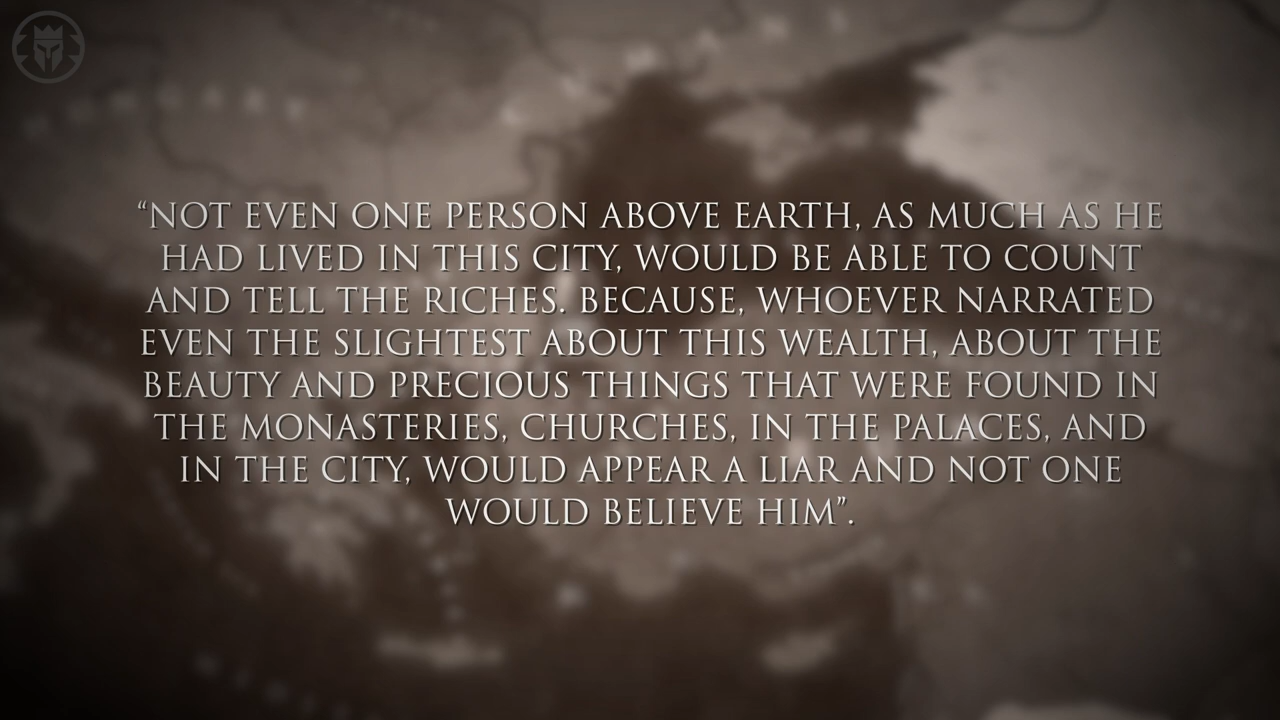 “NOT EVEN ONE PERSON ABOVE EARTH, AS MUCH AS HE
HAD LIVED IN THIS CITY, WOULD BE ABLE TO COUNT
AND TELL THE RICHES. BECAUSE, WHOEVER NARRATED
EVEN THE SLIGHTEST ABOUT THIS WEALTH, ABOUT THE
BEAUTY AND PRECIOUS THINGS THAT WERE FOUND IN
THE MONASTERIES, CHURCHES, IN THE PALACES, AND
IN THE CITY, WOULD APPEAR A LIAR AND NOT ONE
WOULD BELIEVE HIM”.